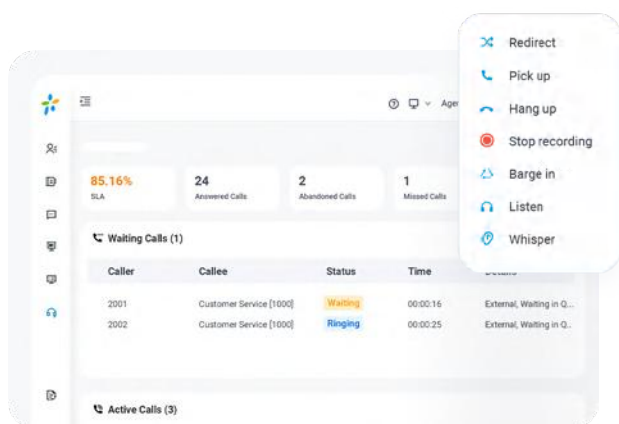 Redirect
Pick up
Hang up
Stop recording
Barge in
Listen
Whisper
85.16%
SLA
24
Answered Calls
2
Abandoned Calls
1
Missed Calls
Waiting Calls (1)
Caller Callee Status Time Details
2001 Customer Service [1000] Waiting 00:00:16 External, Waiting in Q...
2002 Customer Service [1000] Ringing 00:00:25 External, Waiting in Q..
Active Calls (3)